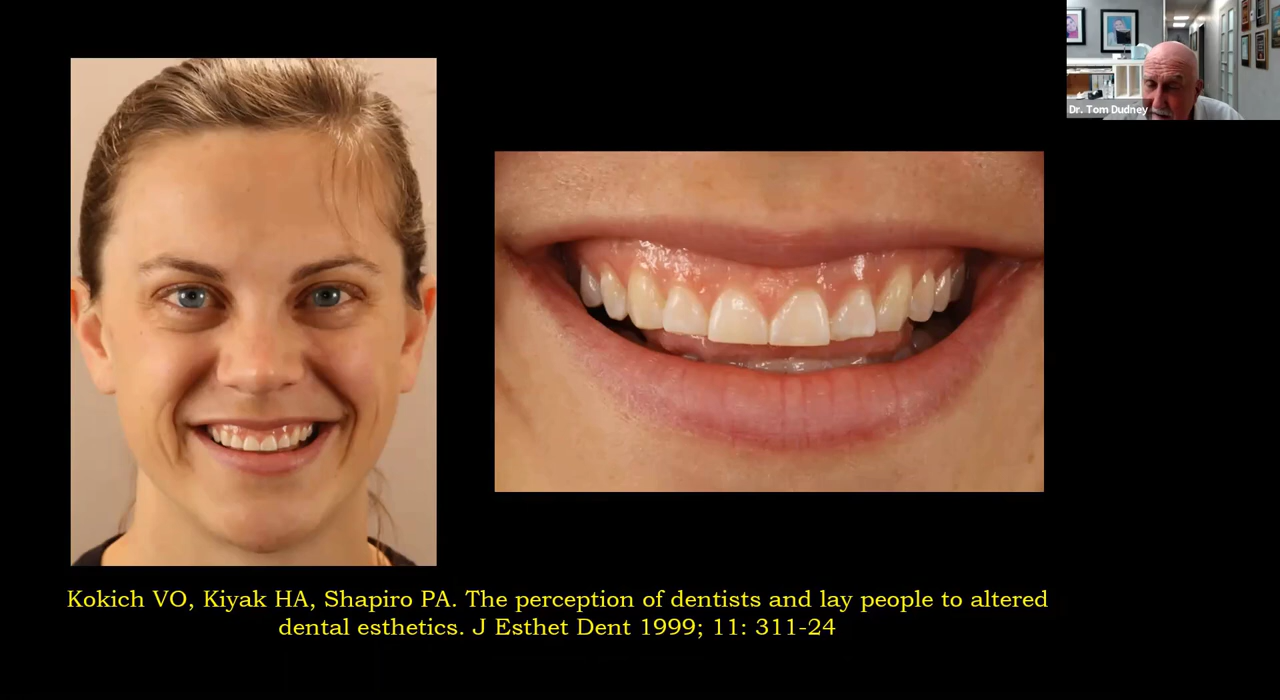 Dr. Tom Dudney
Kokich VO, Kiyak HA, Shapiro PA. The perception of dentists and lay people to altered
dental esthetics. J Esthet Dent 1999; 11: 311-24